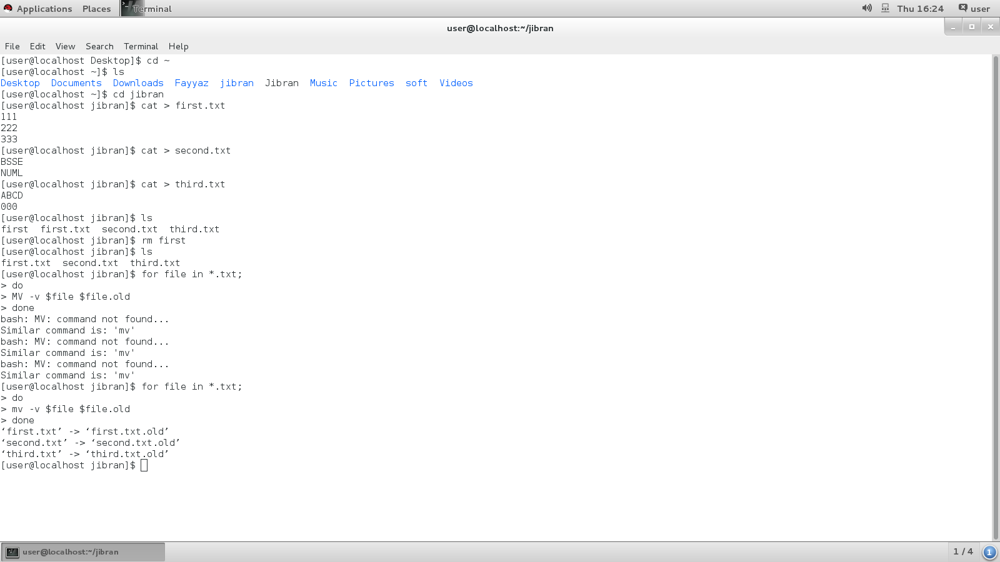 Applications Places Terminal Thu 16:24 user
user@localhost:~/jibran
File Edit View Search Terminal Help
[user@localhost Desktop]$ cd ~
[user@localhost ~]$ ls
Desktop  Documents  Downloads  Fayyaz  jibran  Jibran  Music  Pictures  soft  Videos
[user@localhost ~]$ cd jibran
[user@localhost jibran]$ cat > first.txt
111
222
333
[user@localhost jibran]$ cat > second.txt
BSSE
NUML
[user@localhost jibran]$ cat > third.txt
ABCD
000
[user@localhost jibran]$ ls
first  first.txt  second.txt  third.txt
[user@localhost jibran]$ rm first
[user@localhost jibran]$ ls
first.txt  second.txt  third.txt
[user@localhost jibran]$ for file in *.txt;
> do
> MV -v $file $file.old
> done
bash: MV: command not found...
Similar command is: 'mv'
bash: MV: command not found...
Similar command is: 'mv'
bash: MV: command not found...
Similar command is: 'mv'
[user@localhost jibran]$ for file in *.txt;
> do
> mv -v $file $file.old
> done
‘first.txt’ -> ‘first.txt.old’
‘second.txt’ -> ‘second.txt.old’
‘third.txt’ -> ‘third.txt.old’
[user@localhost jibran]$
user@localhost:~/jibran 1 / 4 1